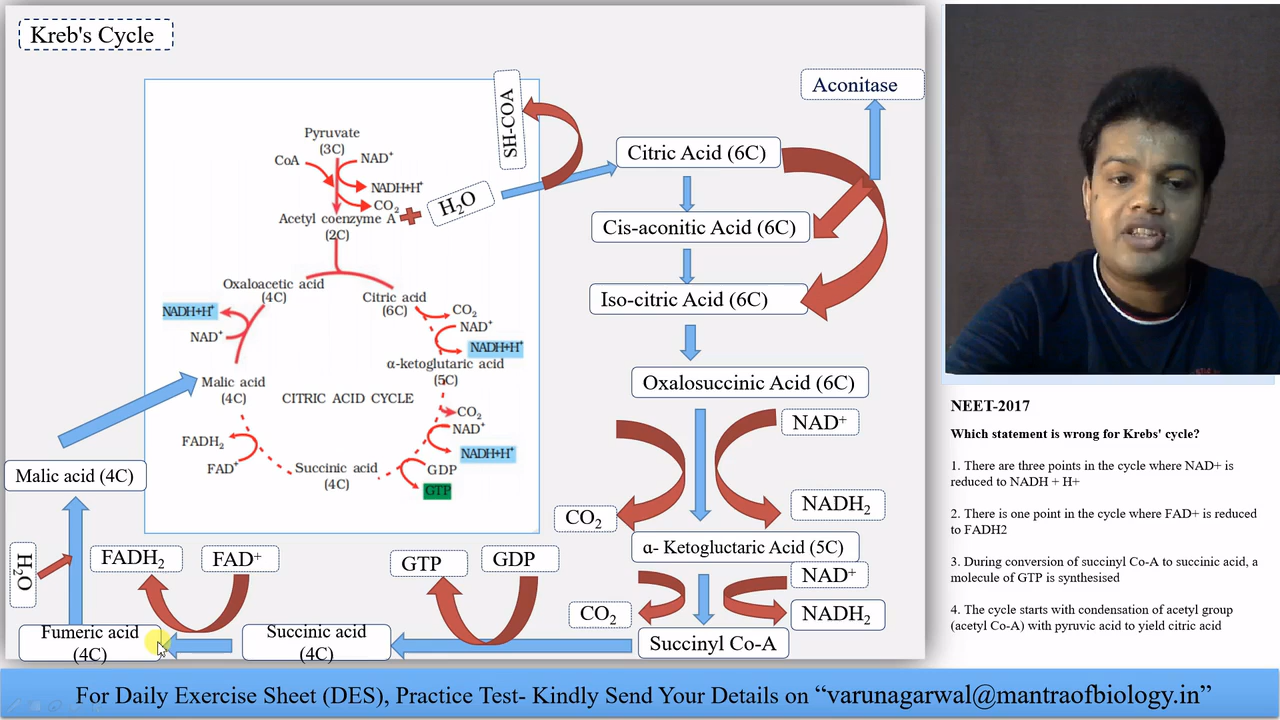 Kreb's Cycle
Pyruvate
(3C)
CoA
NAD⁺
NADH+H⁺
CO₂
Acetyl coenzyme A
(2C)
H₂O
SH-COA
Oxaloacetic acid
(4C)
Citric acid
(6C)
CO₂
NAD⁺
NADH+H⁺
NADH+H⁺
NAD⁺
α-ketoglutaric acid
(5C)
Malic acid
(4C)
CITRIC ACID CYCLE
CO₂
NAD⁺
NADH+H⁺
FADH₂
FAD⁺
Succinic acid
(4C)
GDP
GTP
Aconitase
Citric Acid (6C)
Cis-aconitic Acid (6C)
Iso-citric Acid (6C)
Oxalosuccinic Acid (6C)
NAD⁺
CO₂
NADH₂
α- Ketogluctaric Acid (5C)
NAD⁺
CO₂
NADH₂
Succinyl Co-A
GTP
GDP
Succinic acid
(4C)
FADH₂
FAD⁺
Fumeric acid
(4C)
H₂O
Malic acid (4C)
NEET-2017
Which statement is wrong for Krebs' cycle?
1. There are three points in the cycle where NAD+ is
reduced to NADH + H+
2. There is one point in the cycle where FAD+ is reduced
to FADH2
3. During conversion of succinyl Co-A to succinic acid, a
molecule of GTP is synthesised
4. The cycle starts with condensation of acetyl group
(acetyl Co-A) with pyruvic acid to yield citric acid
For Daily Exercise Sheet (DES), Practice Test- Kindly Send Your Details on “varunagarwal@mantraofbiology.in”